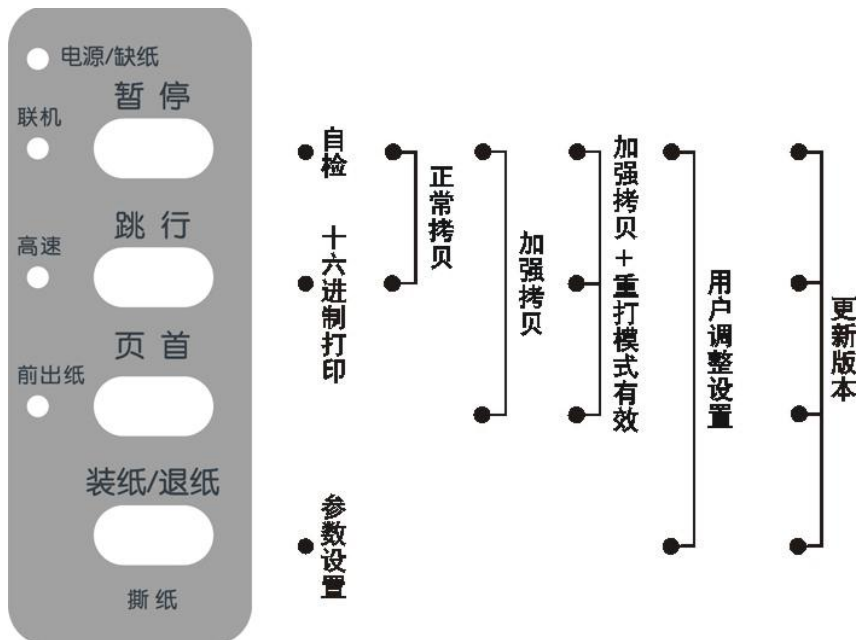 电源/缺纸
暂停
联机
跳行
高速
页首
前出纸
装纸/退纸
撕纸
自检
十六进制打印
参数设置
正常拷贝
加强拷贝
加强拷贝+重打模式有效
用户调整设置
更新版本